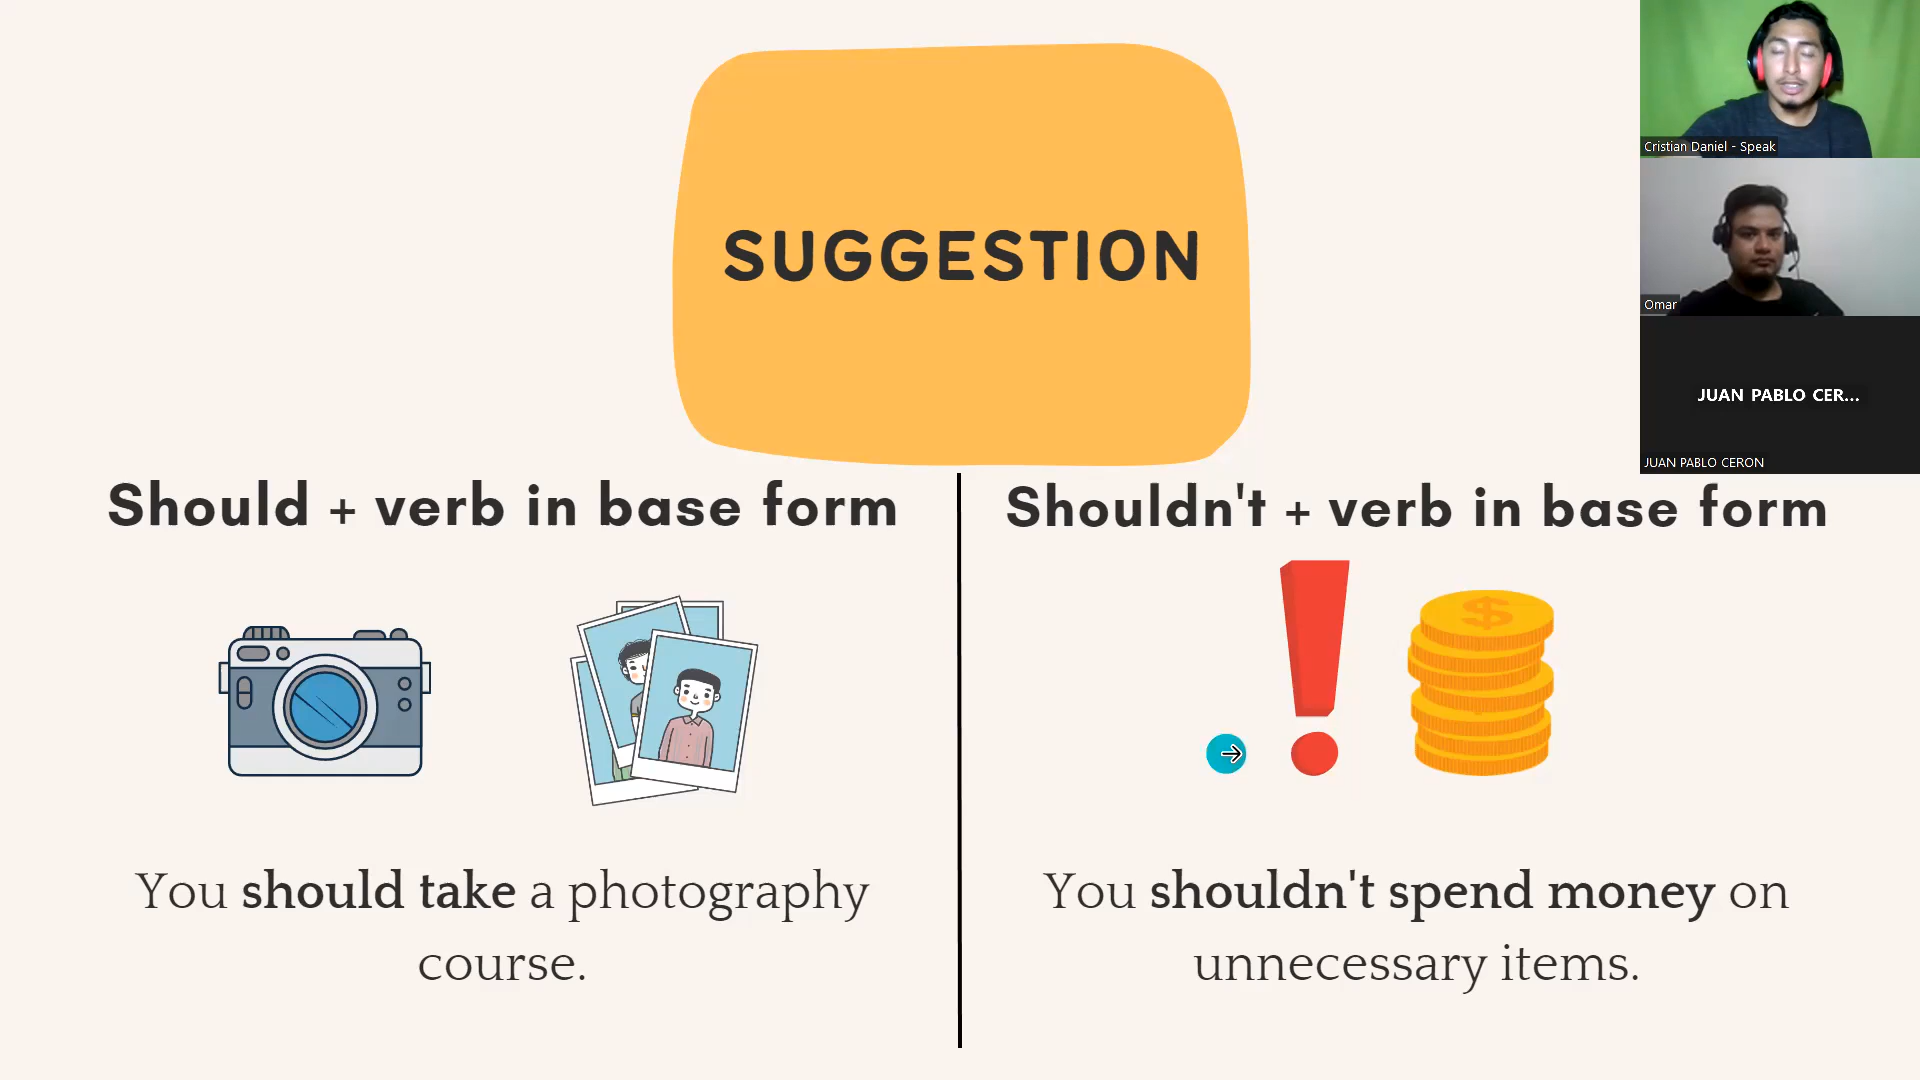 SUGGESTION
Should + verb in base form
You should take a photography
course.
Shouldn't + verb in base form
$
You shouldn't spend money on
unnecessary items.
Cristian Daniel - Speak
Omar
JUAN PABLO CER...
JUAN PABLO CERON